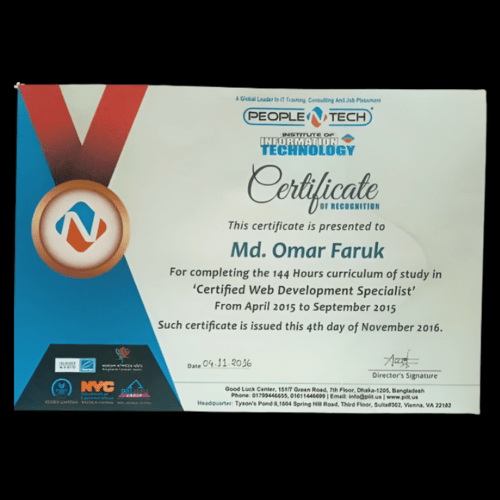 A Global Leader in IT Training, Consulting And Job Placement
PEOPLE N TECH
INSTITUTE OF
INFORMATION
TECHNOLOGY
Certificate
OF RECOGNITION
This certificate is presented to
Md. Omar Faruk
For completing the 144 Hours curriculum of study in
‘Certified Web Development Specialist’
From April 2015 to September 2015
Such certificate is issued this 4th day of November 2016.
Date 04.11.2016
Director's Signature
NYC
Good Luck Center, 151/7 Green Road, 7th Floor, Dhaka-1205, Bangladesh
Phone: 01799446655, 01611446699 | Email: info@piit.us | www.piit.us
Headquarter: Tyson's Pond II,1604 Spring Hill Road, Third Floor, Suite#302, Vienna, VA 22182